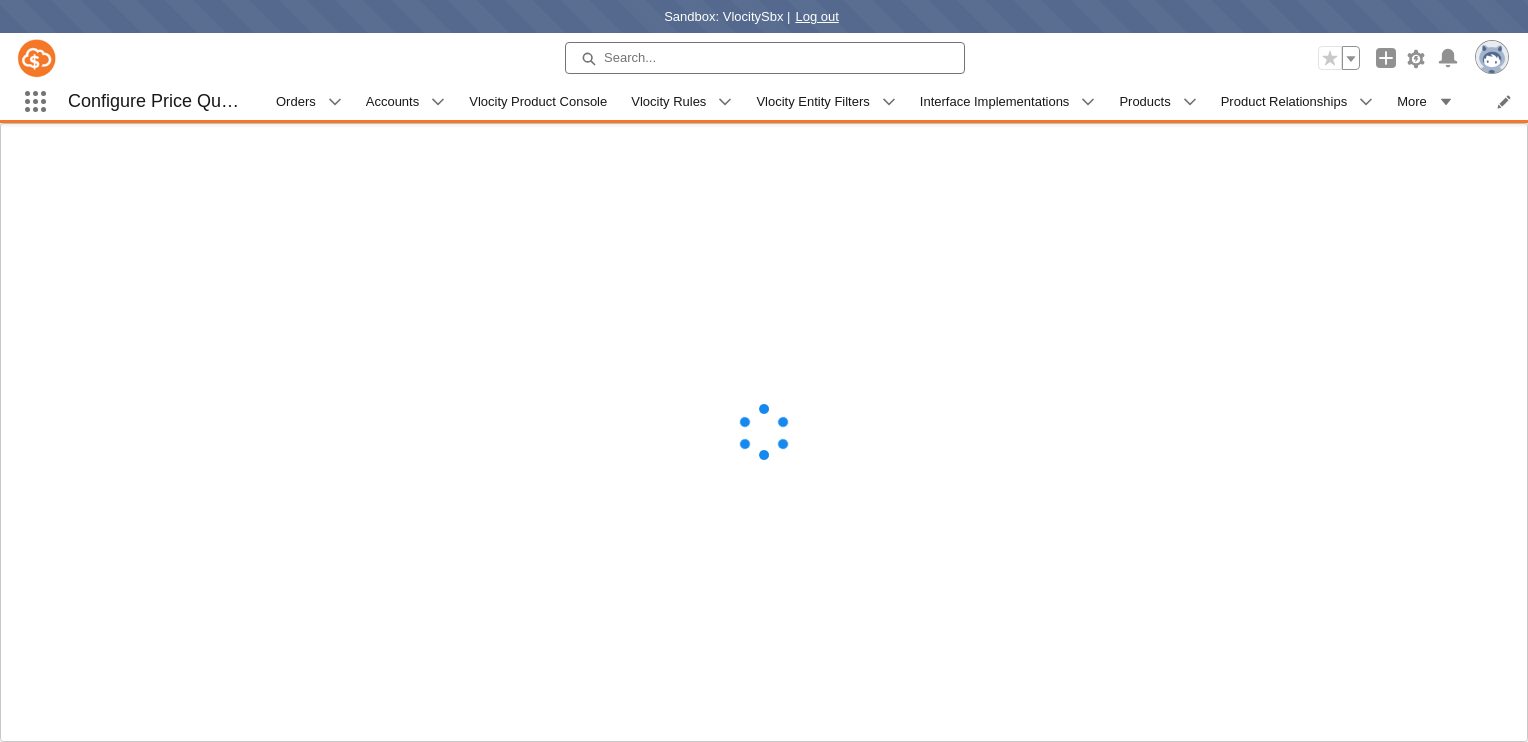 Sandbox: VlocitySbx | Log out
Search...
Configure Price Qu… Orders Accounts Vlocity Product Console Vlocity Rules Vlocity Entity Filters Interface Implementations Products Product Relationships More